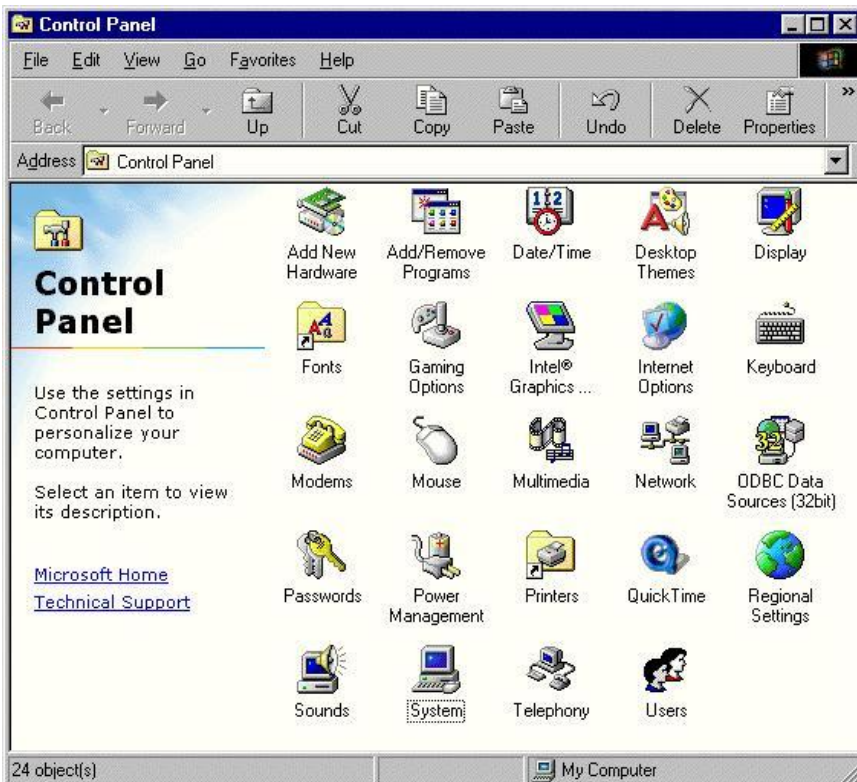 Control Panel
File Edit View Go Favorites Help
Back Forward Up Cut Copy Paste Undo Delete Properties »
Address Control Panel
Control
Panel
Use the settings in
Control Panel to
personalize your
computer.
Select an item to view
its description.
Microsoft Home
Technical Support
Add New
Hardware
Add/Remove
Programs
Date/Time
Desktop
Themes
Display
Fonts
Gaming
Options
Intel®
Graphics ...
Internet
Options
Keyboard
Modems
Mouse
Multimedia
Network
ODBC Data
Sources (32bit)
Passwords
Power
Management
Printers
QuickTime
Regional
Settings
Sounds
System
Telephony
Users
24 object(s) My Computer